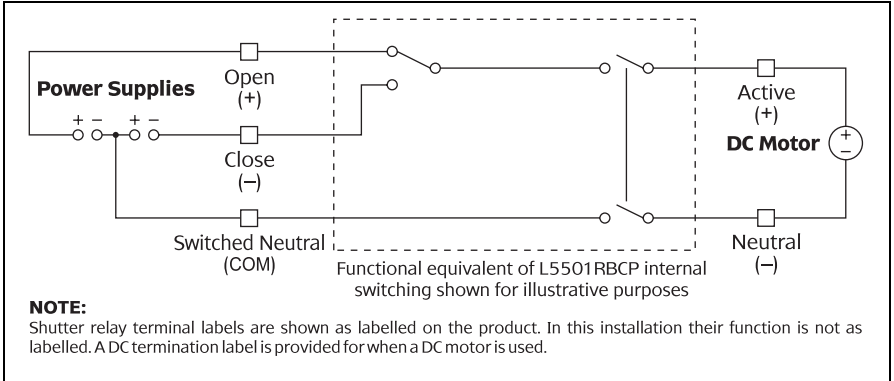 Power Supplies
+ − + −
Open
(+)
Close
(−)
Switched Neutral
(COM)
Active
(+)
DC Motor
+
−
Neutral
(−)
Functional equivalent of L5501RBCP internal
switching shown for illustrative purposes
NOTE:
Shutter relay terminal labels are shown as labelled on the product. In this installation their function is not as
labelled. A DC termination label is provided for when a DC motor is used.